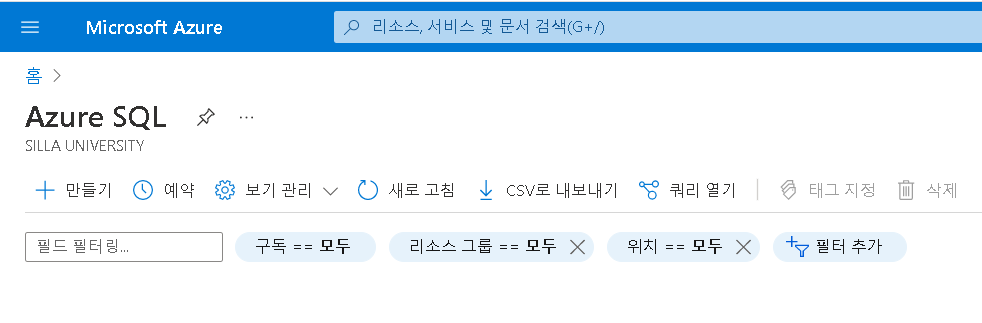 Microsoft Azure 리소스, 서비스 및 문서 검색(G+/)
홈
Azure SQL ...
SILLA UNIVERSITY
만들기 예약 보기 관리 새로 고침 CSV로 내보내기 쿼리 열기 태그 지정 삭제
필드 필터링... 구독 == 모두 리소스 그룹 == 모두 위치 == 모두 필터 추가